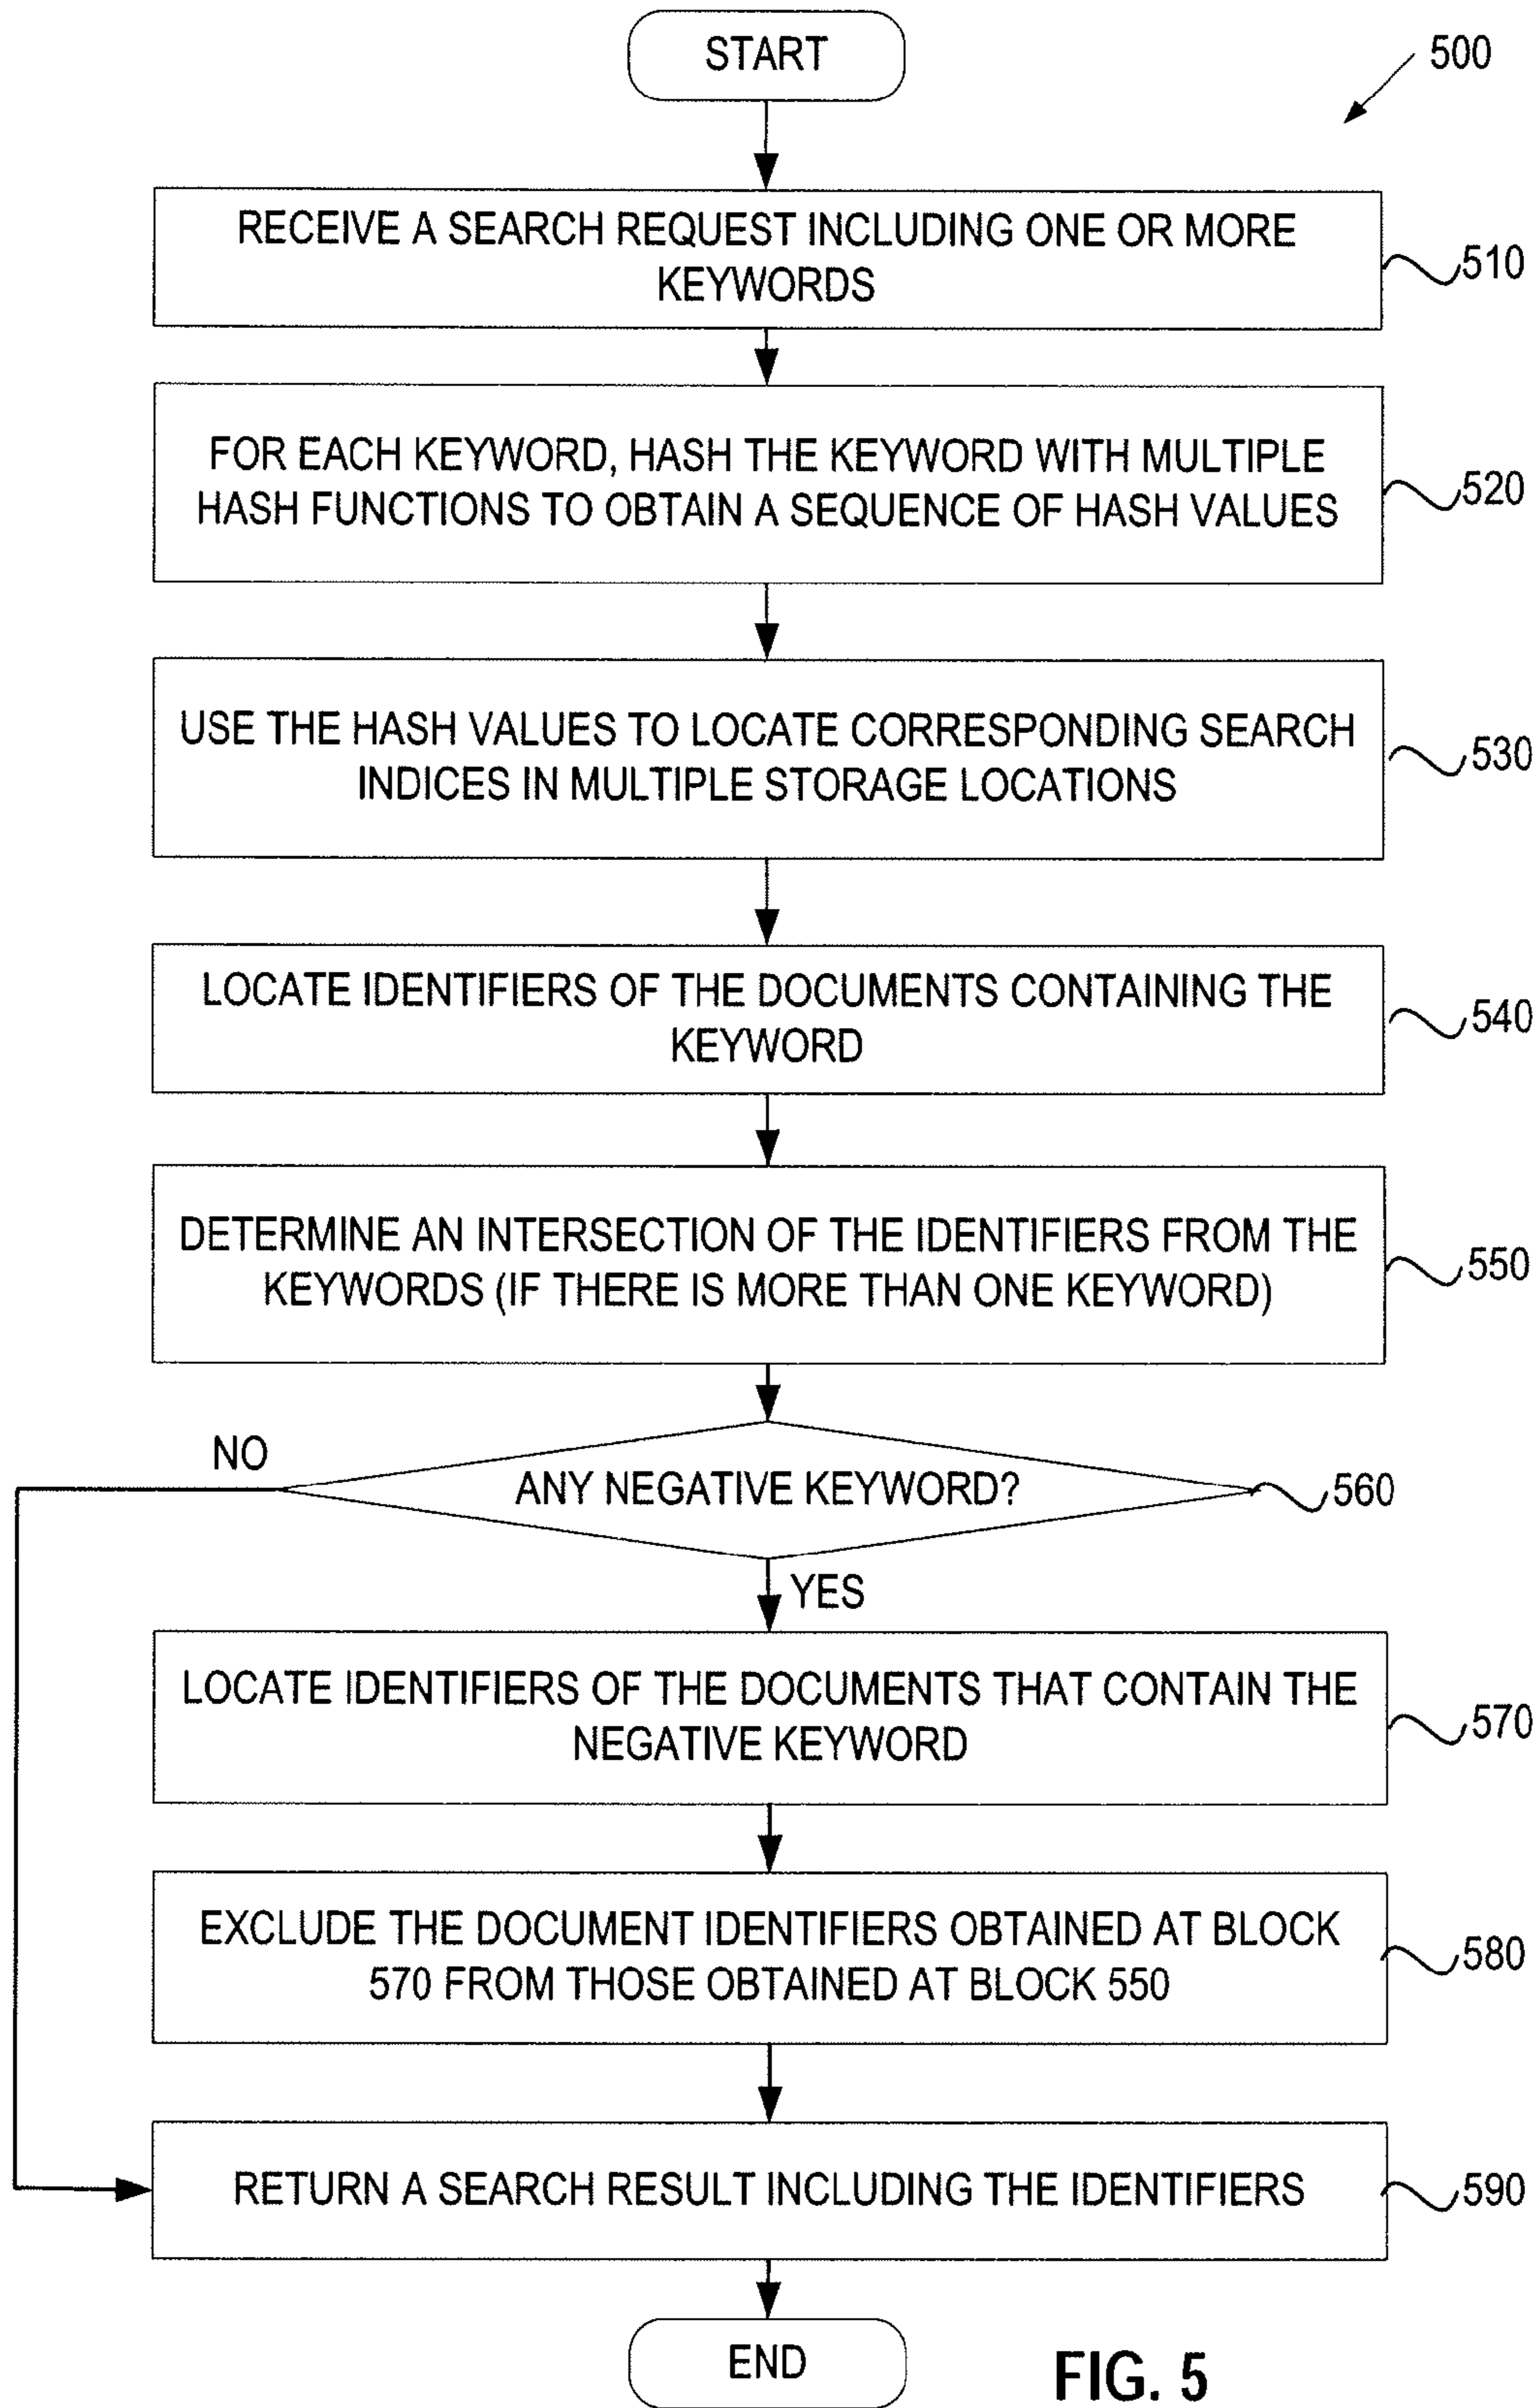 START
500
RECEIVE A SEARCH REQUEST INCLUDING ONE OR MORE
KEYWORDS
510
FOR EACH KEYWORD, HASH THE KEYWORD WITH MULTIPLE
HASH FUNCTIONS TO OBTAIN A SEQUENCE OF HASH VALUES
520
USE THE HASH VALUES TO LOCATE CORRESPONDING SEARCH
INDICES IN MULTIPLE STORAGE LOCATIONS
530
LOCATE IDENTIFIERS OF THE DOCUMENTS CONTAINING THE
KEYWORD
540
DETERMINE AN INTERSECTION OF THE IDENTIFIERS FROM THE
KEYWORDS (IF THERE IS MORE THAN ONE KEYWORD)
550
NO
ANY NEGATIVE KEYWORD?
560
YES
LOCATE IDENTIFIERS OF THE DOCUMENTS THAT CONTAIN THE
NEGATIVE KEYWORD
570
EXCLUDE THE DOCUMENT IDENTIFIERS OBTAINED AT BLOCK
570 FROM THOSE OBTAINED AT BLOCK 550
580
RETURN A SEARCH RESULT INCLUDING THE IDENTIFIERS
590
END
FIG. 5